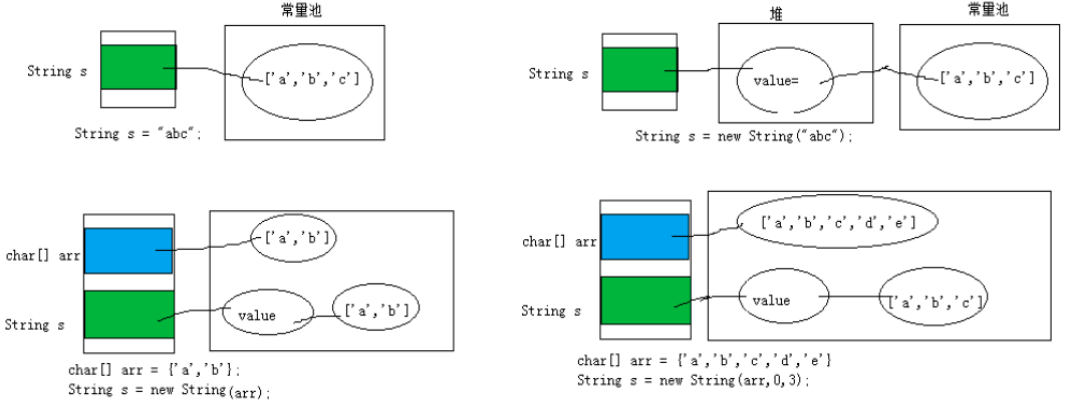 常量池
String s
['a','b','c']
String s = "abc";
堆
常量池
String s
value=
['a','b','c']
String s = new String("abc");
char[] arr
['a','b']
String s
value
['a','b']
char[] arr = {'a','b'};
String s = new String(arr);
char[] arr
['a','b','c','d','e']
String s
value
['a','b','c']
char[] arr = {'a','b','c','d','e'}
String s = new String(arr,0,3);